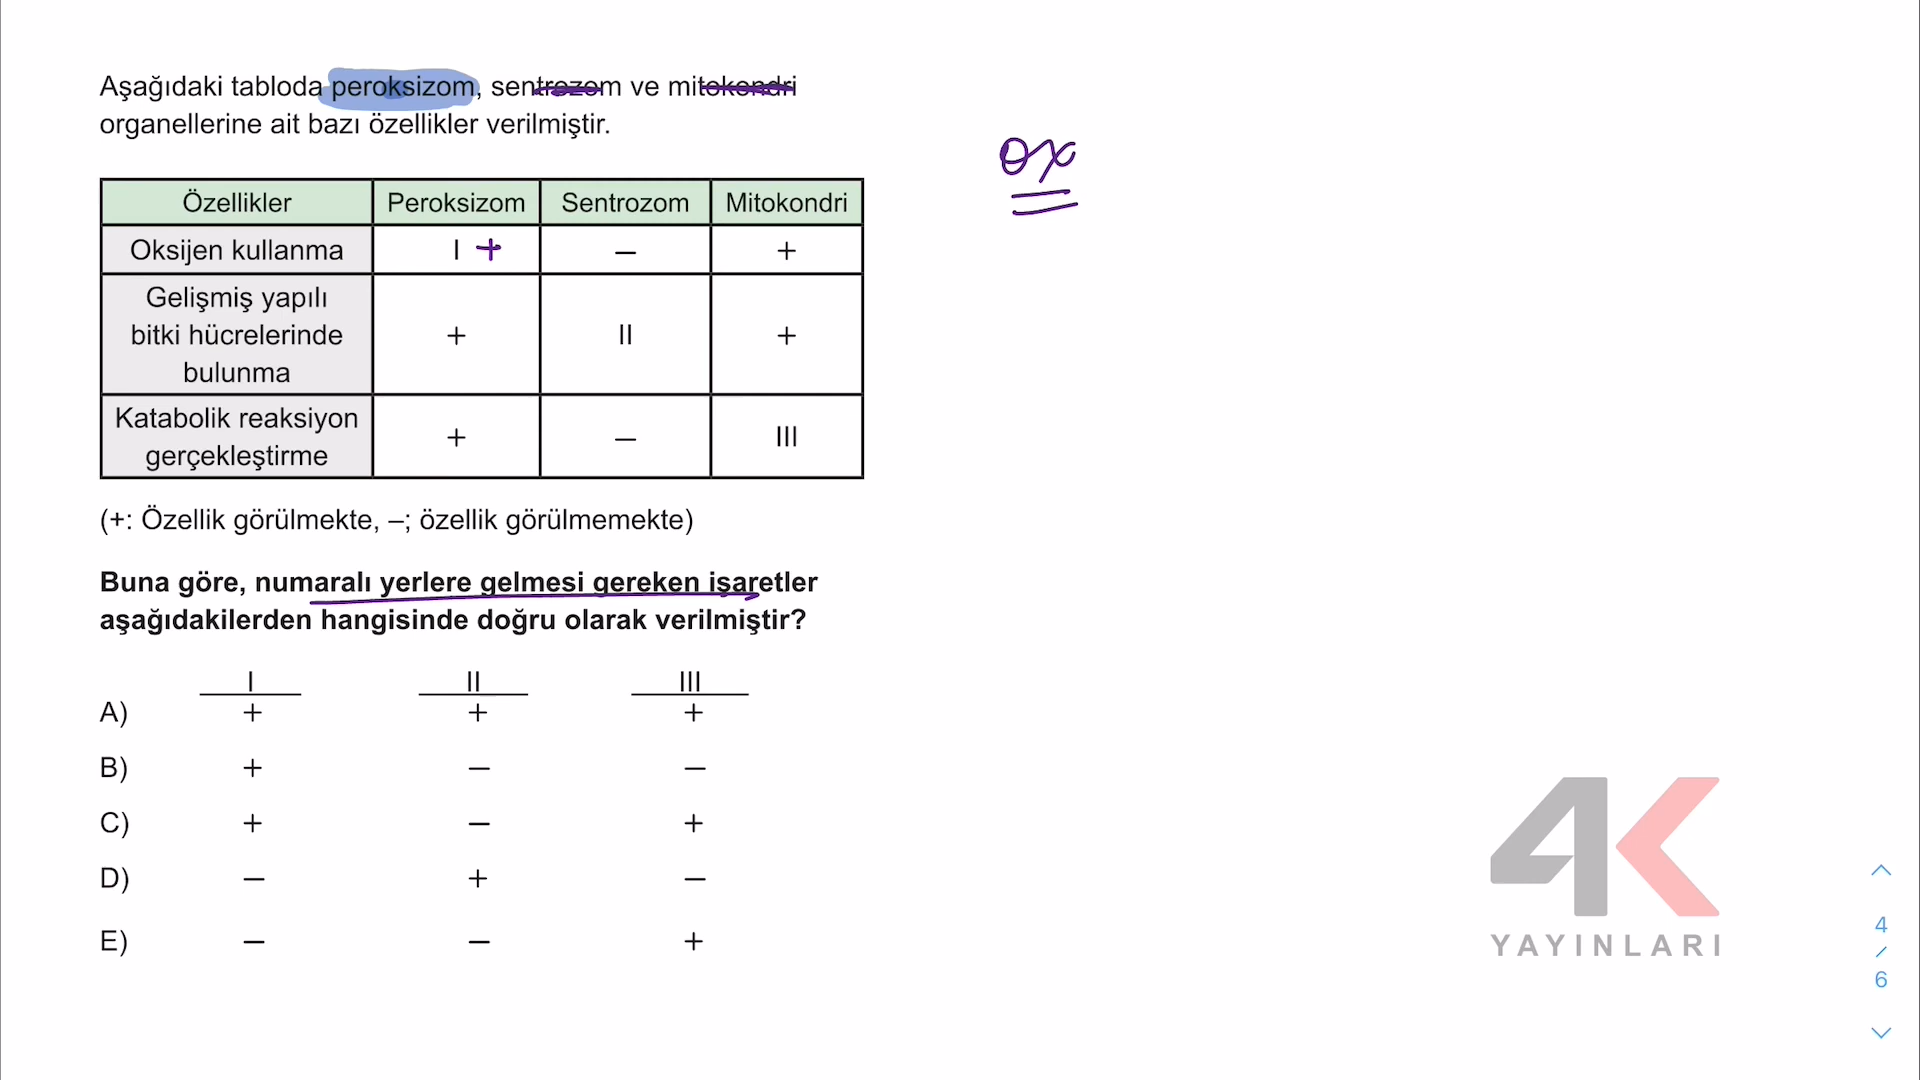 Aşağıdaki tabloda peroksizom, sentrozom ve mitokondri
organellerine ait bazı özellikler verilmiştir.
ox
Özellikler Peroksizom Sentrozom Mitokondri
Oksijen kullanma I + – +
Gelişmiş yapılı
bitki hücrelerinde
bulunma
+ II +
Katabolik reaksiyon
gerçekleştirme
+ – III
(+: Özellik görülmekte, –; özellik görülmemekte)
Buna göre, numaralı yerlere gelmesi gereken işaretler
aşağıdakilerden hangisinde doğru olarak verilmiştir?
I II III
A) + + +
B) + – –
C) + – +
D) – + –
E) – – +
4K
YAYINLARI
4
/
6